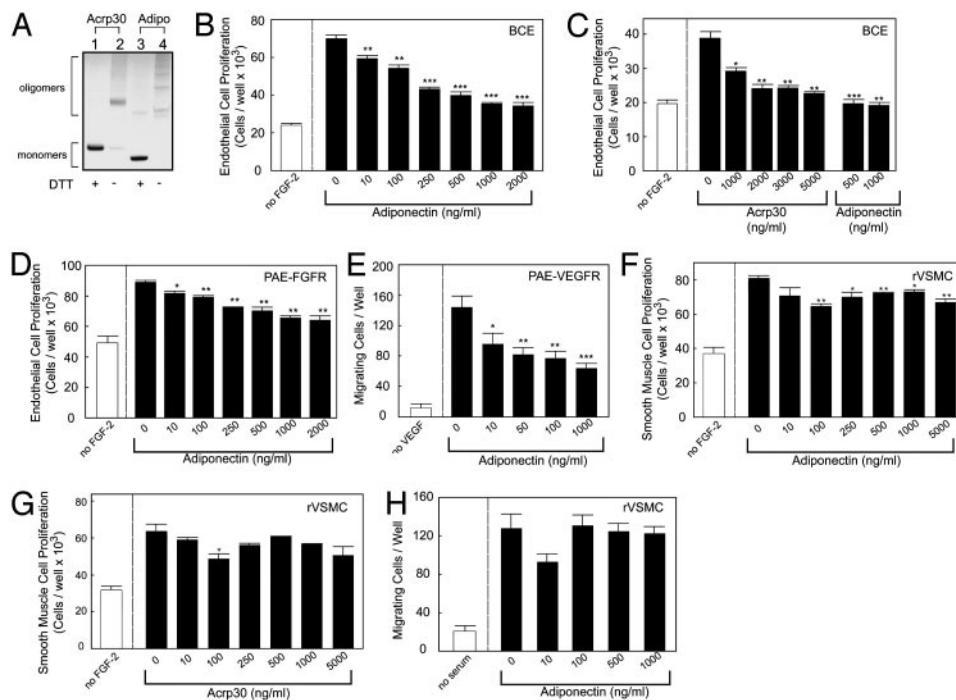 A
Acrp30 Adipo
1 2 3 4
oligomers
monomers
DTT + - + -
B
BCE
Endothelial Cell Proliferation
(Cells / well x 10³)
80
60
40
20
0
** ** *** *** *** ***
no FGF-2
0 10 100 250 500 1000 2000
Adiponectin (ng/ml)
C
BCE
Endothelial Cell Proliferation
(Cells / well x 10³)
40
30
20
10
0
* ** ** ** *** **
no FGF-2
0 1000 2000 3000 5000 500 1000
Acrp30
(ng/ml)
Adiponectin
(ng/ml)
D
PAE-FGFR
Endothelial Cell Proliferation
(Cells / well x 10³)
100
80
60
40
20
0
* ** ** ** ** **
no FGF-2
0 10 100 250 500 1000 2000
Adiponectin (ng/ml)
E
PAE-VEGFR
Migrating Cells / Well
200
160
120
80
40
0
* ** ** ***
no VEGF
0 10 50 100 1000
Adiponectin (ng/ml)
F
rVSMC
Smooth Muscle Cell Proliferation
(Cells / well x 10³)
80
60
40
20
0
** * ** * **
no FGF-2
0 10 100 250 500 1000 5000
Adiponectin (ng/ml)
G
rVSMC
Smooth Muscle Cell Proliferation
(Cells / well x 10³)
80
60
40
20
0
*
no FGF-2
0 10 100 250 500 1000 5000
Acrp30 (ng/ml)
H
rVSMC
Migrating Cells / Well
160
120
80
40
0
no serum
0 10 100 500 1000
Adiponectin (ng/ml)